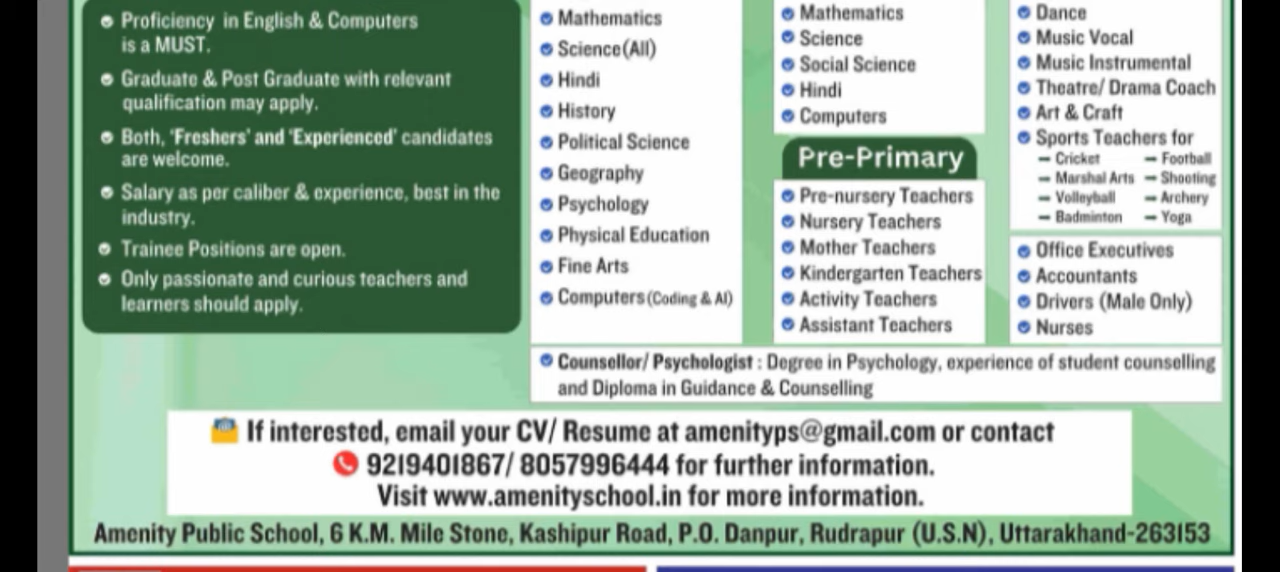 Proficiency in English & Computers
is a MUST.
Graduate & Post Graduate with relevant
qualification may apply.
Both, 'Freshers' and 'Experienced' candidates
are welcome.
Salary as per caliber & experience, best in the
industry.
Trainee Positions are open.
Only passionate and curious teachers and
learners should apply.
Mathematics
Science(All)
Hindi
History
Political Science
Geography
Psychology
Physical Education
Fine Arts
Computers(Coding & AI)
Mathematics
Science
Social Science
Hindi
Computers
Pre-Primary
Pre-nursery Teachers
Nursery Teachers
Mother Teachers
Kindergarten Teachers
Activity Teachers
Assistant Teachers
Dance
Music Vocal
Music Instrumental
Theatre/ Drama Coach
Art & Craft
Sports Teachers for
– Cricket – Football
– Marshal Arts – Shooting
– Volleyball – Archery
– Badminton – Yoga
Office Executives
Accountants
Drivers (Male Only)
Nurses
Counsellor/ Psychologist : Degree in Psychology, experience of student counselling
and Diploma in Guidance & Counselling
If interested, email your CV/ Resume at amenityps@gmail.com or contact
9219401867/ 8057996444 for further information.
Visit www.amenityschool.in for more information.
Amenity Public School, 6 K.M. Mile Stone, Kashipur Road, P.O. Danpur, Rudrapur (U.S.N), Uttarakhand-263153